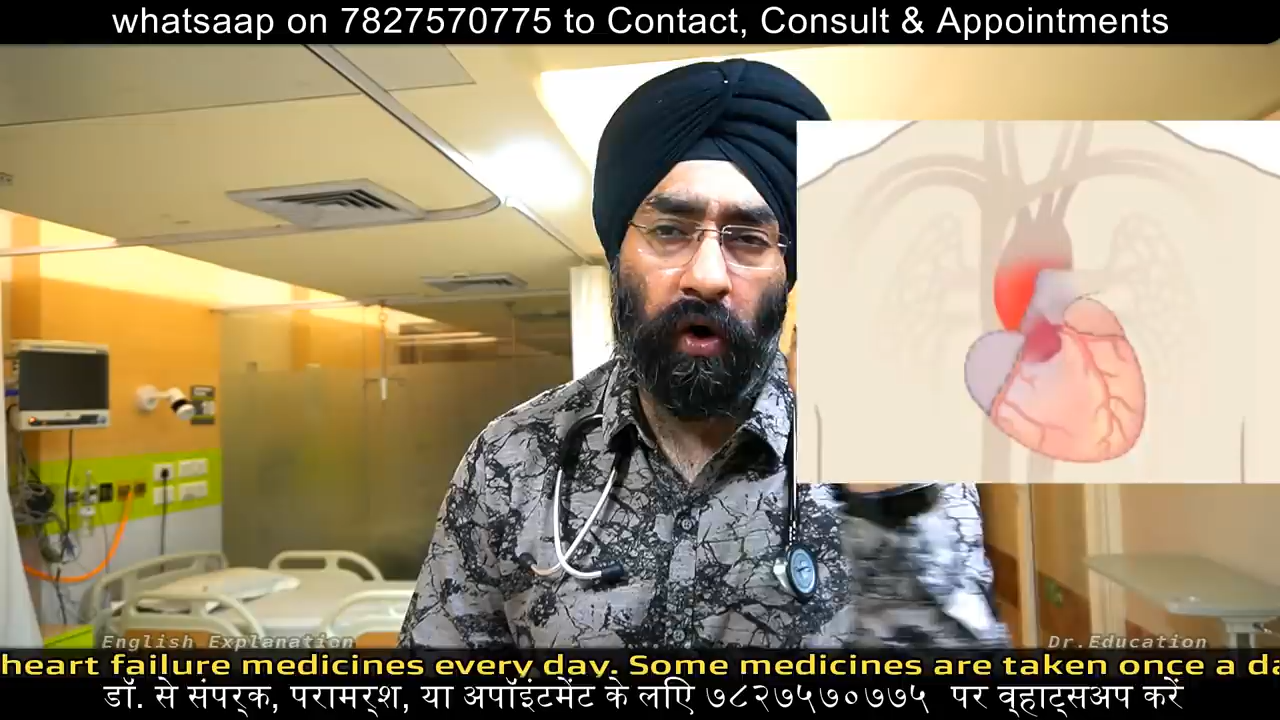 whatsaap on 7827570775 to Contact, Consult & Appointments
English Explanation
Dr.Education
heart failure medicines every day. Some medicines are taken once a da
डॉ. से संपर्क, परामर्श, या अपॉइंटमेंट के लिए ७८२७५७०७७५ पर व्हाट्सअप करें